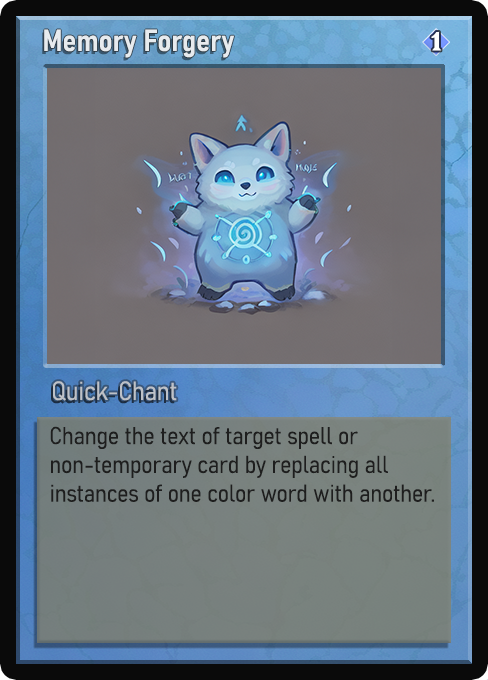 Memory Forgery
1
Quick-Chant
Change the text of target spell or
non-temporary card by replacing all
instances of one color word with another.